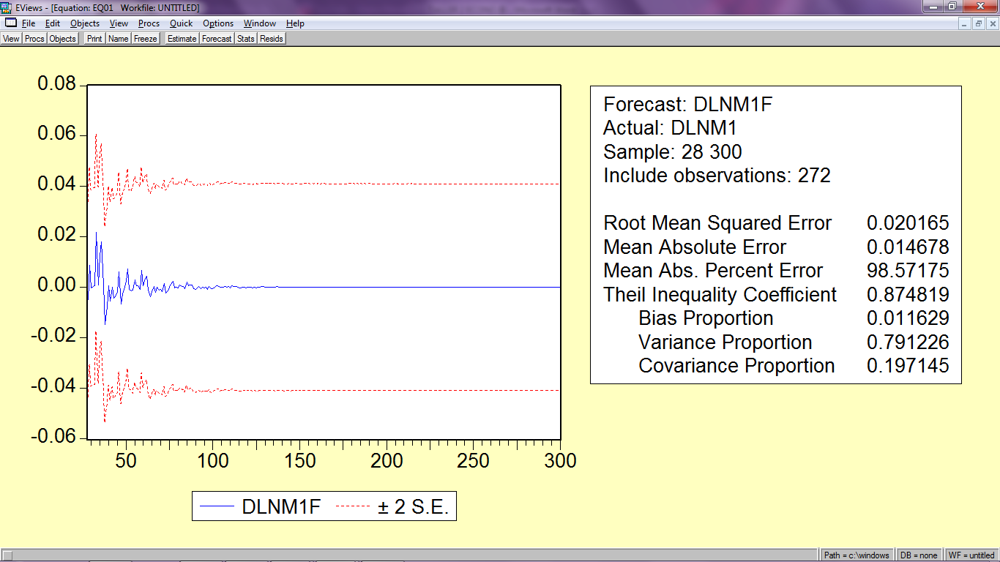 EViews - [Equation: EQ01   Workfile: UNTITLED]
File Edit Objects View Procs Quick Options Window Help
View Procs Objects Print Name Freeze Estimate Forecast Stats Resids
0.08
0.06
0.04
0.02
0.00
-0.02
-0.04
-0.06
50 100 150 200 250 300
DLNM1F ± 2 S.E.
Forecast: DLNM1F
Actual: DLNM1
Sample: 28 300
Include observations: 272
Root Mean Squared Error 0.020165
Mean Absolute Error 0.014678
Mean Abs. Percent Error 98.57175
Theil Inequality Coefficient 0.874819
Bias Proportion 0.011629
Variance Proportion 0.791226
Covariance Proportion 0.197145
Path = c:\windows DB = none WF = untitled